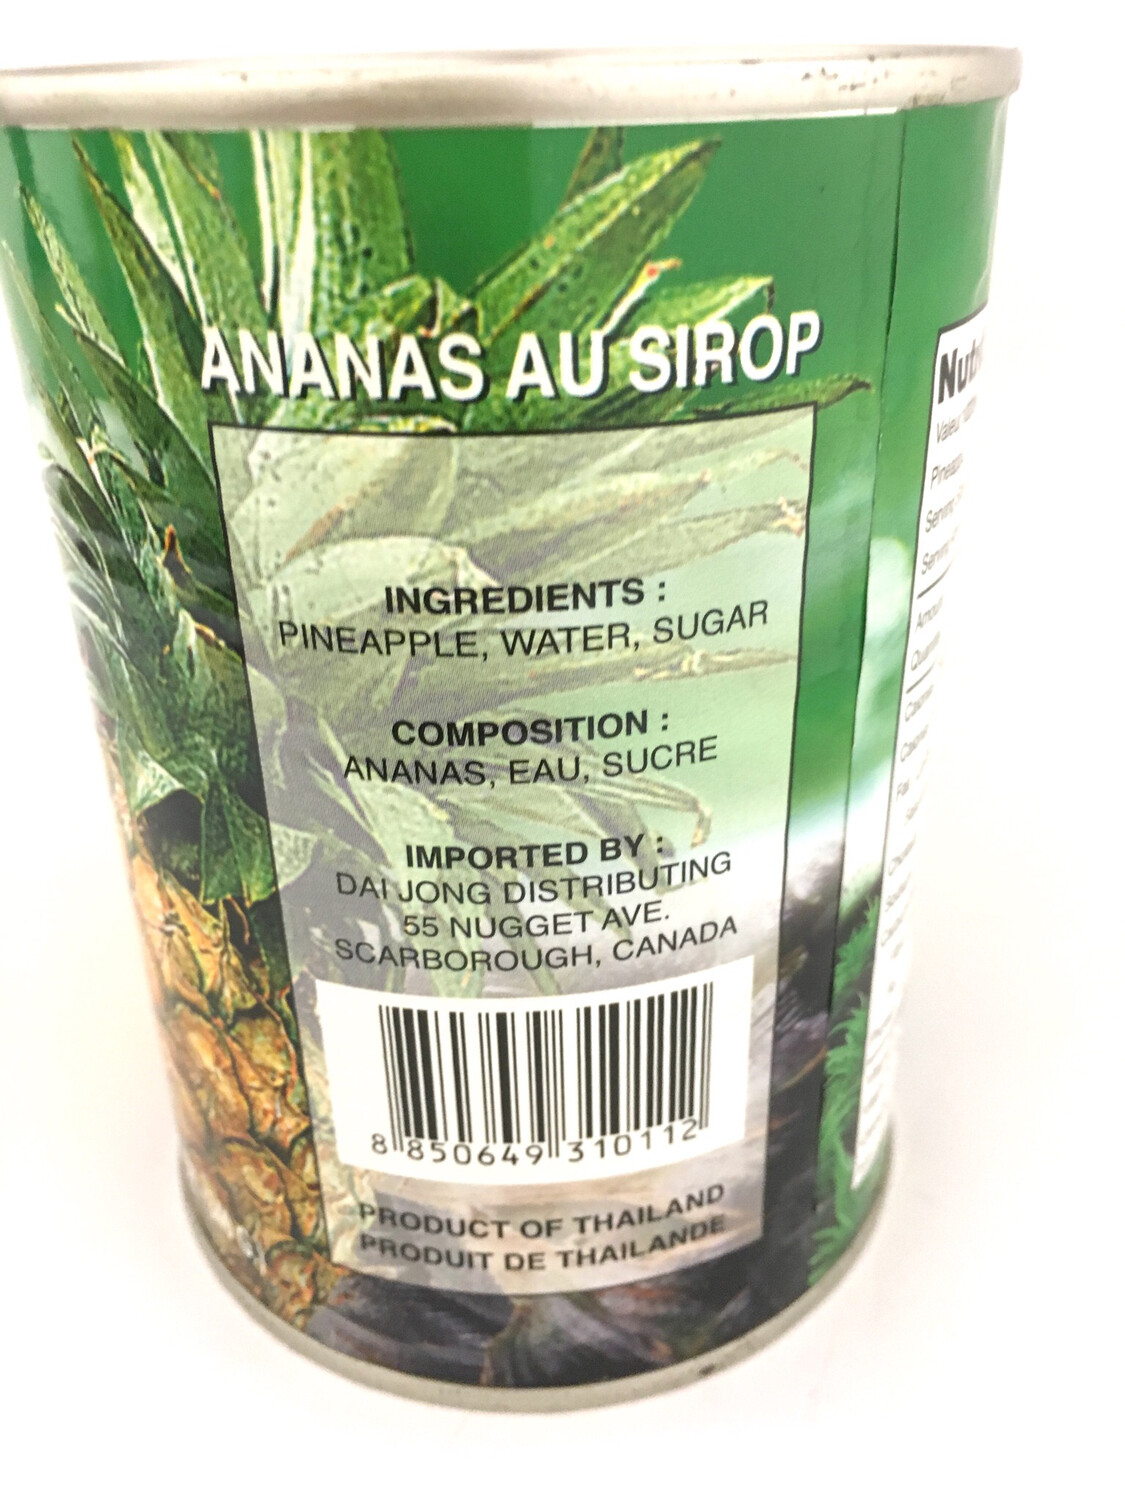 ANANAS AU SIROP
INGREDIENTS :
PINEAPPLE, WATER, SUGAR
COMPOSITION :
ANANAS, EAU, SUCRE
IMPORTED BY :
DAI JONG DISTRIBUTING
55 NUGGET AVE.
SCARBOROUGH, CANADA
8 850649 310112
PRODUCT OF THAILAND
PRODUIT DE THAILANDE